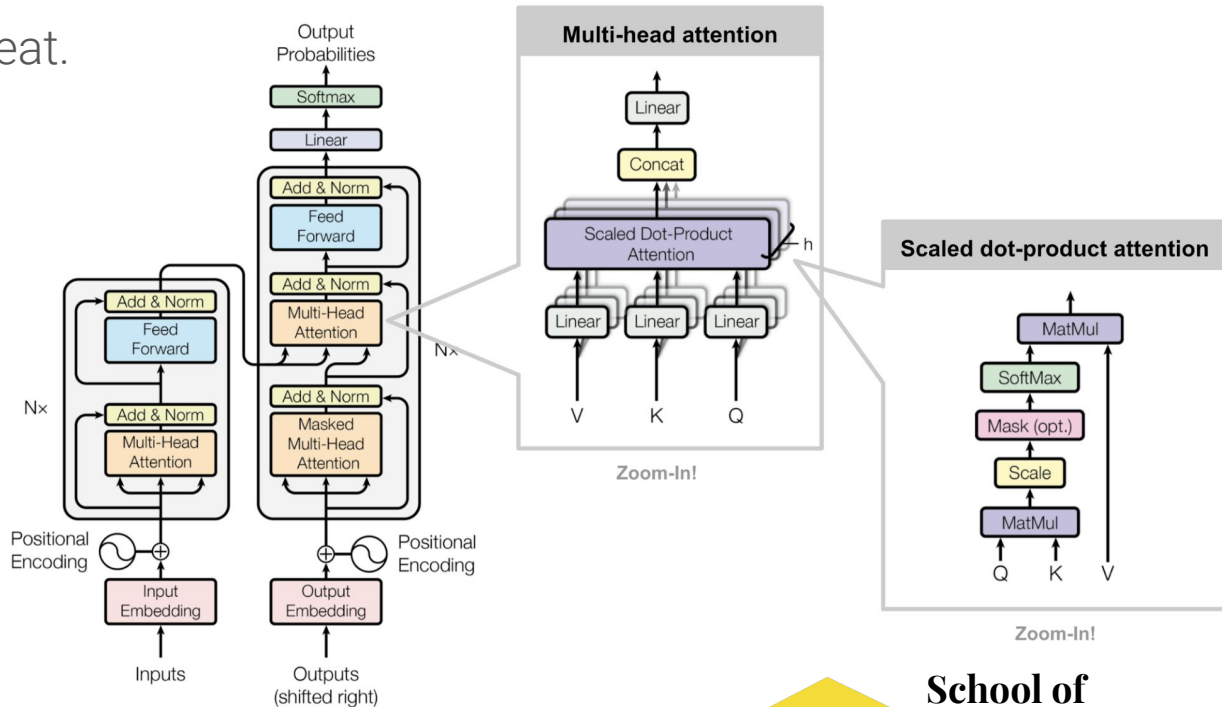 eat.
Output
Probabilities
Softmax
Linear
Add & Norm
Feed
Forward
Add & Norm
Multi-Head
Attention
Add & Norm
Masked
Multi-Head
Attention
Nx
Add & Norm
Feed
Forward
Add & Norm
Multi-Head
Attention
Nx
Positional
Encoding
Positional
Encoding
Input
Embedding
Output
Embedding
Inputs
Outputs
(shifted right)
Multi-head attention
Linear
Concat
Scaled Dot-Product
Attention
h
Linear
Linear
Linear
V
K
Q
Zoom-In!
Scaled dot-product attention
MatMul
SoftMax
Mask (opt.)
Scale
MatMul
Q
K
V
Zoom-In!
School of